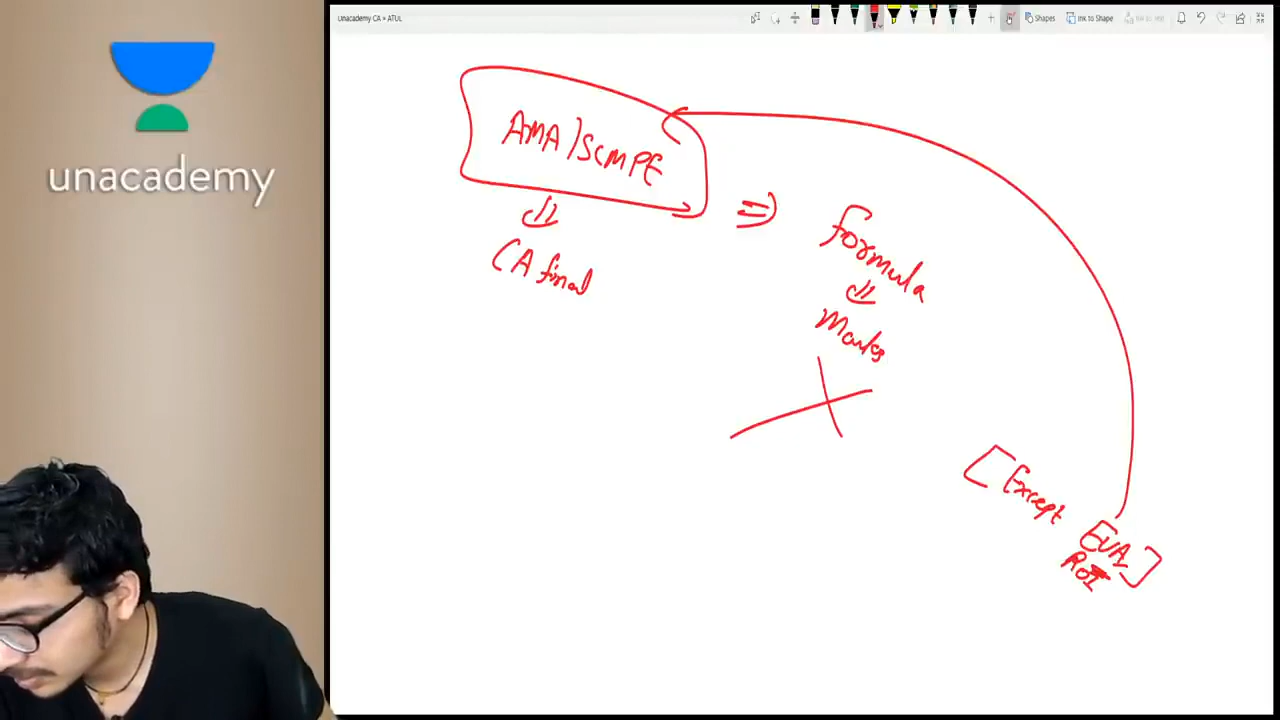 Unacademy CA > ATUL
Shapes
Ink to Shape
unacademy
AMA/SCMPE
CA final
formula
Marks
[Except EVA]
ROI